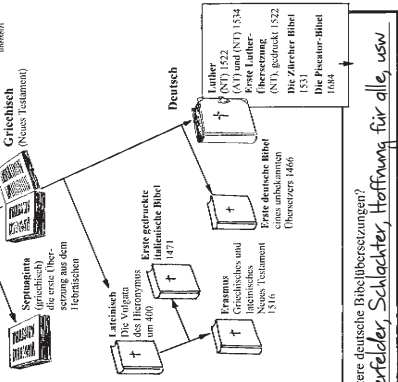 Griechisch
(Neues Testament)
Septuaginta
(griechisch)
die erste Über-
setzung aus dem
Hebräischen
Lateinisch
Die Vulgata
des Hieronymus
um 400
Erste gedruckte
italienische Bibel
1471
Erasmus
Griechisches und
lateinisches
Neues Testament
1516
Deutsch
Erste deutsche Bibel
eines unbekannten
Übersetzers 1466
Luther
(NT) 1522
(AT) und (NT) 1534
Erste Luther-
Übersetzung
(NT), gedruckt 1522
Die Zürcher Bibel
1531
Die Piscator-Bibel
1684
ere deutsche Bibelübersetzungen?
erfelder, Schlachter, Hoffnung für alle, usw